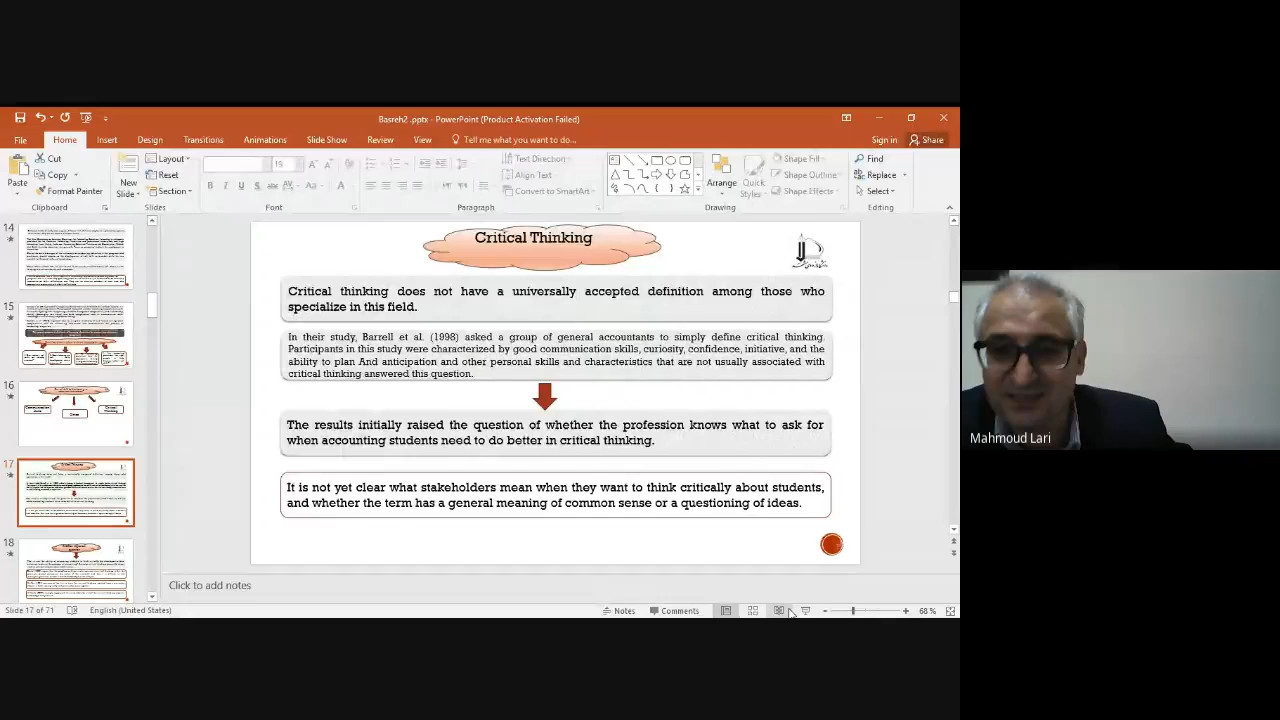 Basreh2 .pptx - PowerPoint (Product Activation Failed)
File Home Insert Design Transitions Animations Slide Show Review View Tell me what you want to do... Sign in Share
Paste
Cut
Copy
Format Painter
Clipboard
New Slide
Layout
Reset
Section
Slides
19
Font
Text Direction
Align Text
Convert to SmartArt
Paragraph
Arrange
Quick Styles
Shape Fill
Shape Outline
Shape Effects
Drawing
Find
Replace
Select
Editing
14
15
16
17
18
Critical Thinking
Critical thinking does not have a universally accepted definition among those who
specialize in this field.
In their study, Barrell et al. (1998) asked a group of general accountants to simply define critical thinking.
Participants in this study were characterized by good communication skills, curiosity, confidence, initiative, and the
ability to plan And anticipation and other personal skills and characteristics that are not usually associated with
critical thinking answered this question.
The results initially raised the question of whether the profession knows what to ask for
when accounting students need to do better in critical thinking.
It is not yet clear what stakeholders mean when they want to think critically about students,
and whether the term has a general meaning of common sense or a questioning of ideas.
Click to add notes
Slide 17 of 71 English (United States) Notes Comments 68 %
Mahmoud Lari